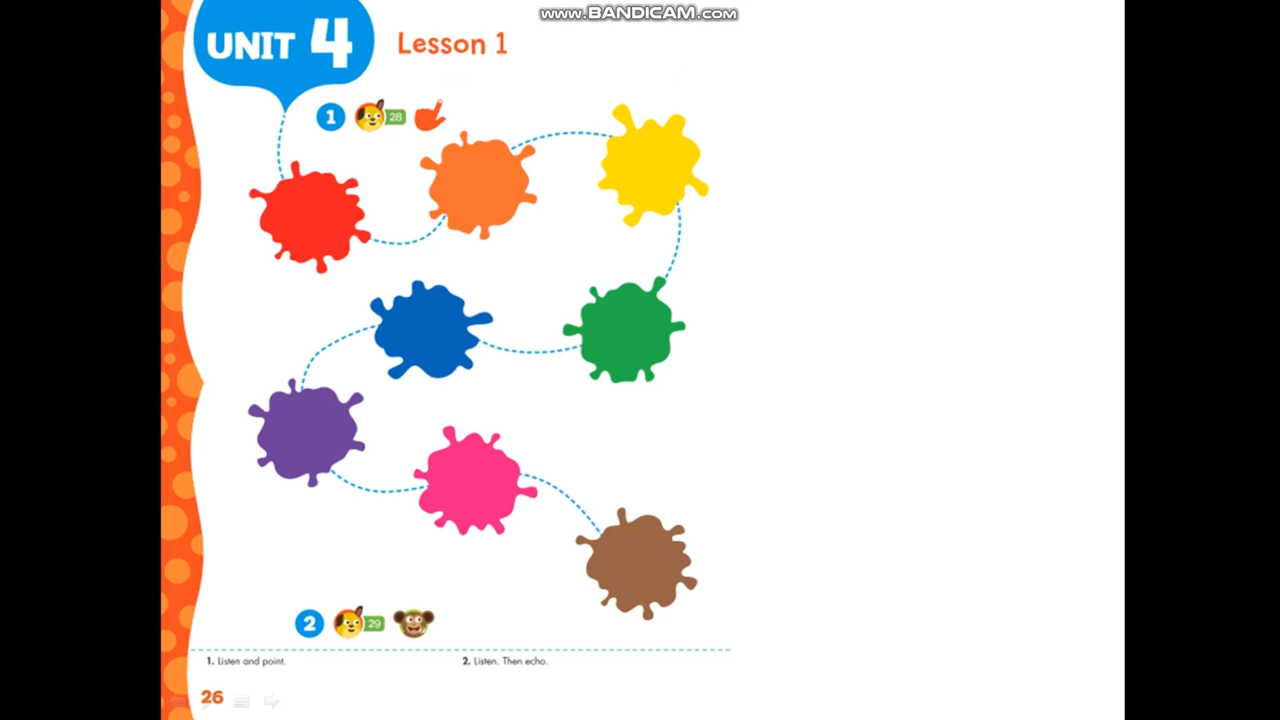 www.BANDICAM.com
UNIT 4
Lesson 1
1 28
2 29
1. Listen and point.
2. Listen. Then echo.
26